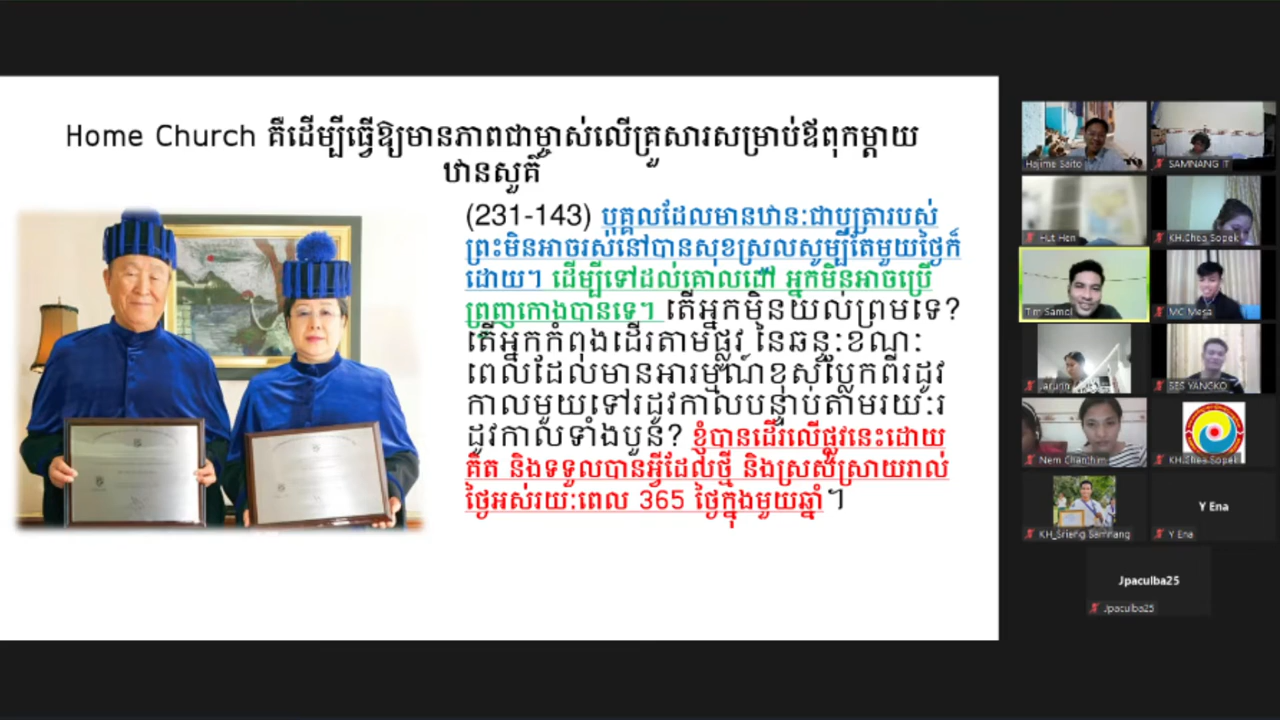 Home Church គឺដើម្បីធ្វើឱ្យមានភាពជាម្ចាស់លើគ្រួសារសម្រាប់ឪពុកម្តាយ
ឋានសួគ៌
(231-143) បុគ្គលដែលមានឋានៈជាបុត្រារបស់
ព្រះមិនអាចរស់នៅបានសុខស្រួលសូម្បីតែមួយថ្ងៃក៏
ដោយ។ ដើម្បីទៅដល់គោលដៅ អ្នកមិនអាចប្រើ
ព្រួញកោងបានទេ។ តើអ្នកមិនយល់ព្រមទេ?
តើអ្នកកំពុងដើរតាមផ្លូវ នៃឆន្ទៈខណៈ
ពេលដែលមានអារម្មណ៍ខុសប្លែកពីរដូវ
កាលមួយទៅរដូវកាលបន្ទាប់តាមរយៈរ
ដូវកាលទាំងបួន? ខ្ញុំបានដើរលើផ្លូវនេះដោយ
គិត និងទទួលបានអ្វីដែលថ្មី និងស្រស់ស្រាយរាល់
ថ្ងៃអស់រយៈពេល 365 ថ្ងៃក្នុងមួយឆ្នាំ។
Hajime Saito
SAMNANG IT
Hut Hen
KH.Chea Sopek
Tim Samol
MC Mesa
SES YANGKO
Nem Chanthim
KH.Chea Sopek
KH_Srieng Samnang
Y Ena
Y Ena
Jpaculba25
Jpaculba25